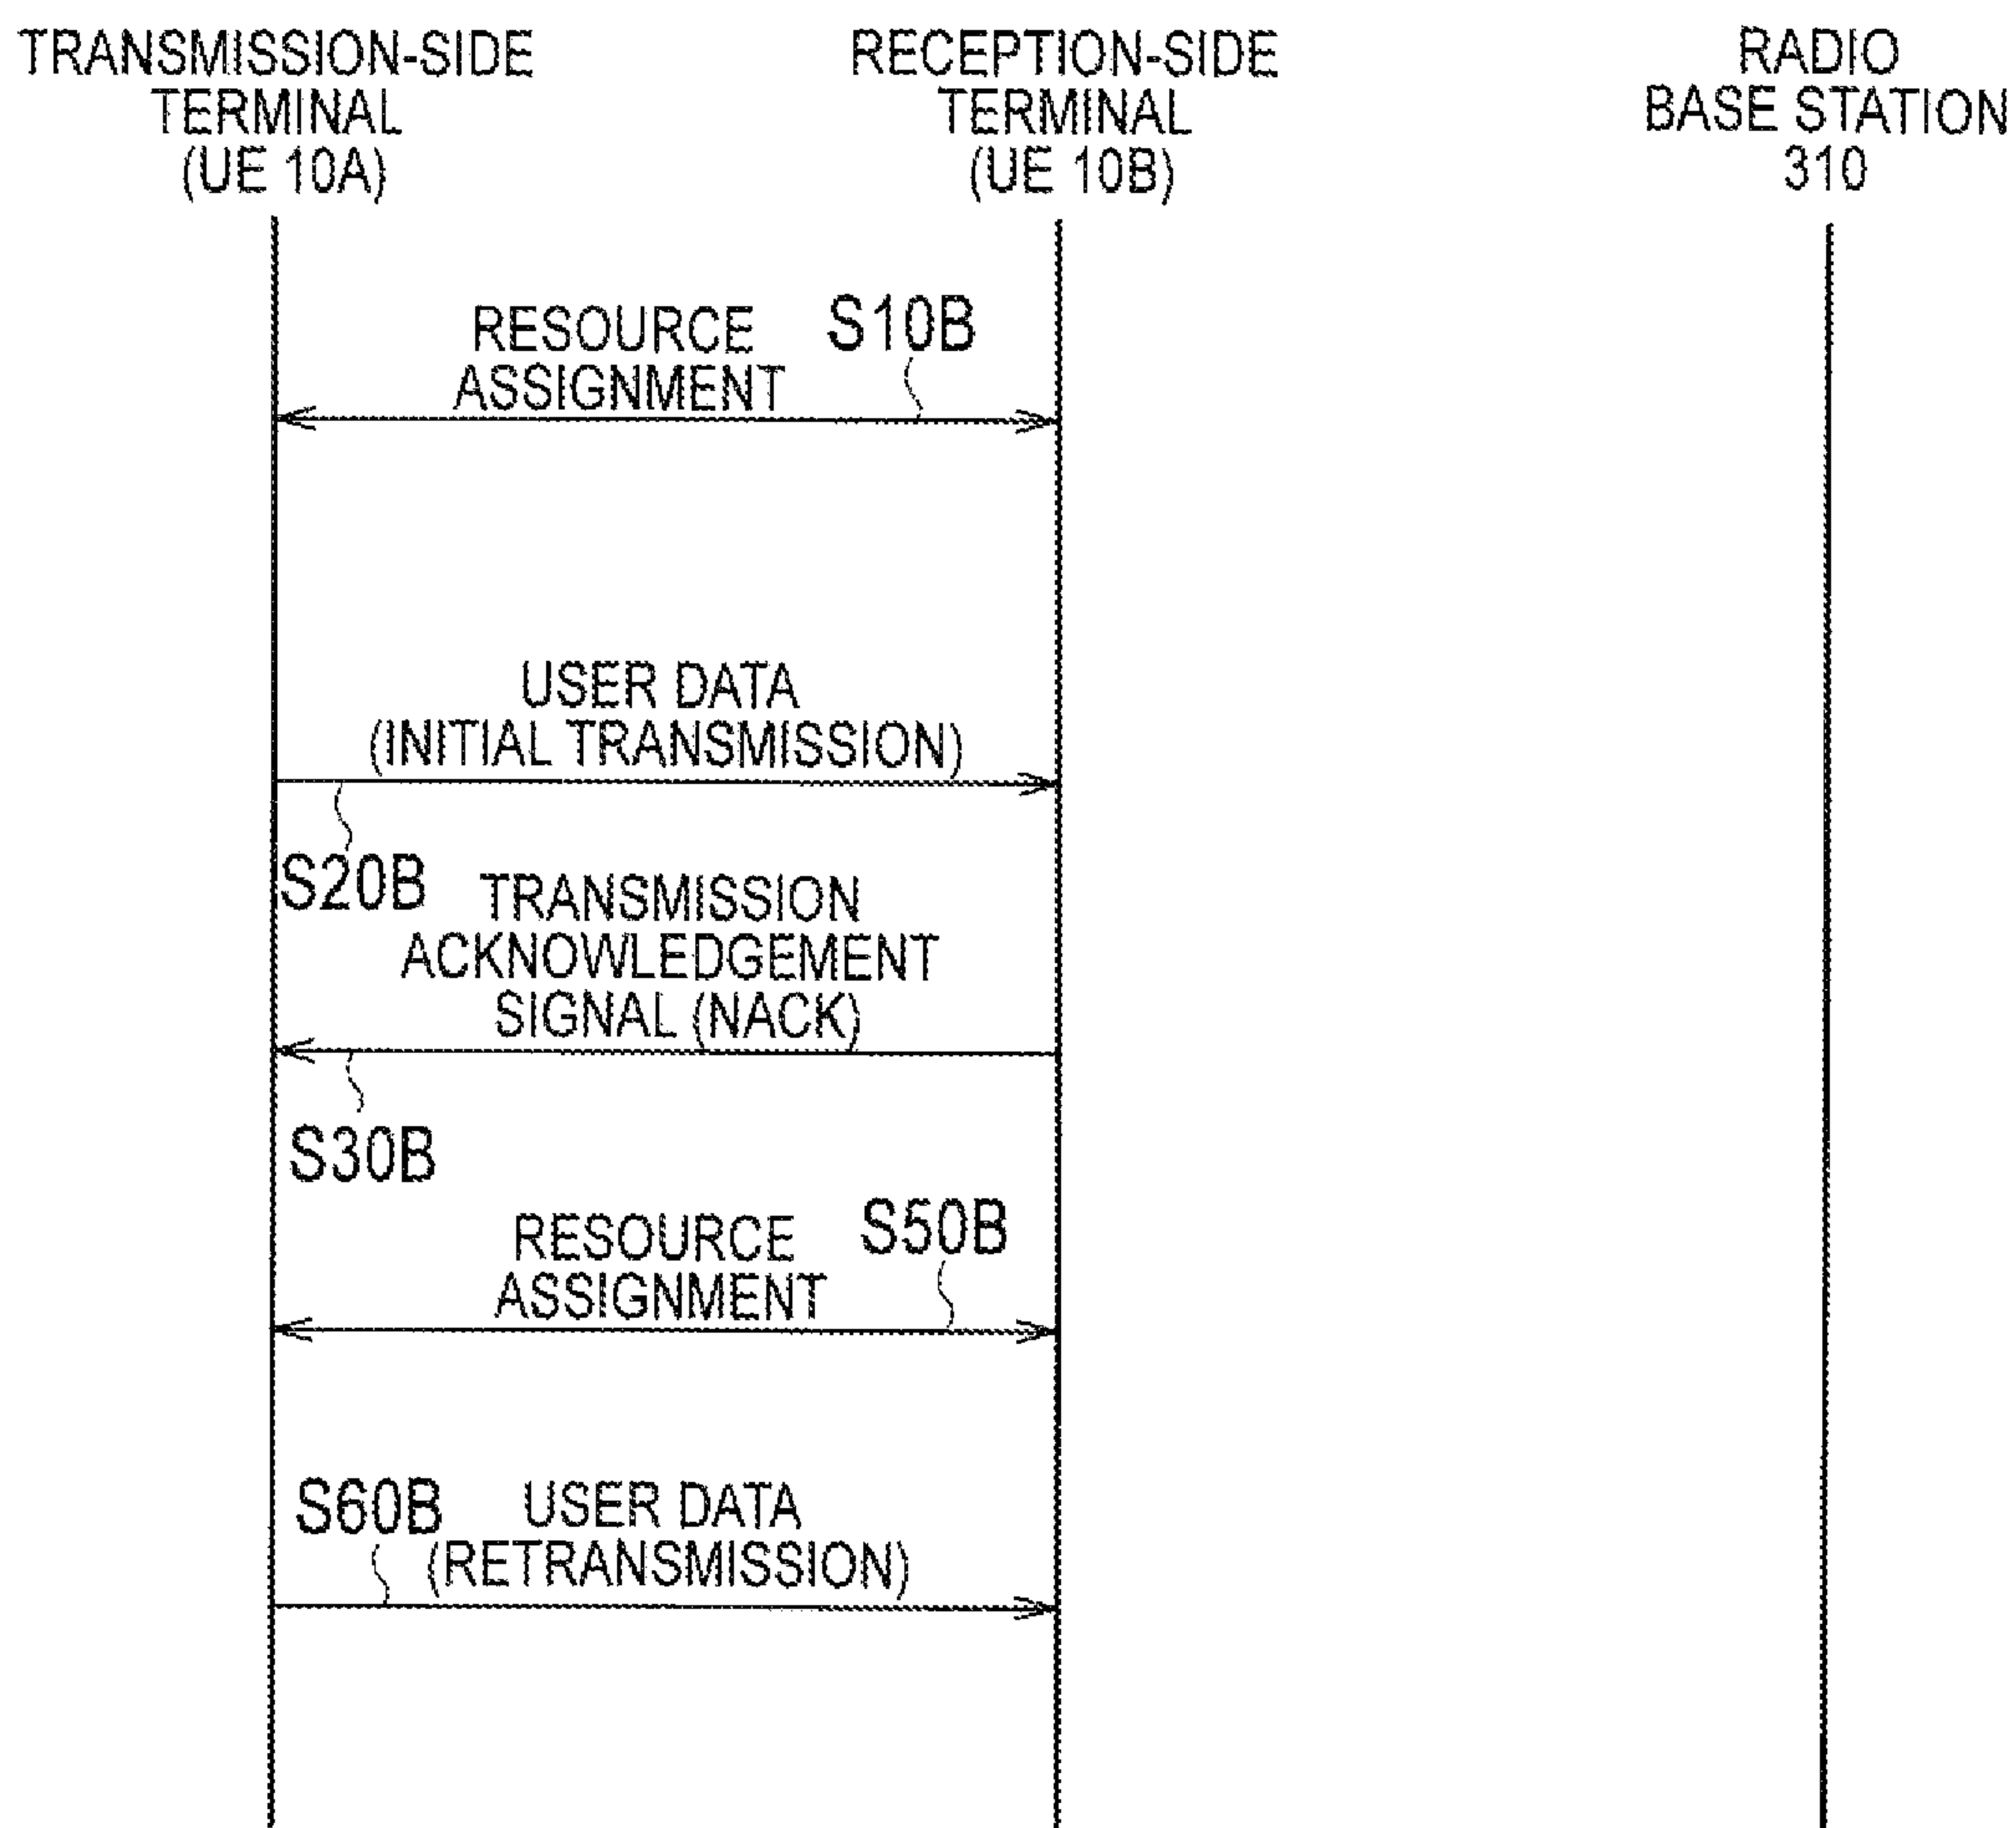 TRANSMISSION-SIDE
TERMINAL
(UE 10A)
RECEPTION-SIDE
TERMINAL
(UE 10B)
RADIO
BASE STATION
310
RESOURCE
ASSIGNMENT
S10B
USER DATA
(INITIAL TRANSMISSION)
S20B
TRANSMISSION
ACKNOWLEDGEMENT
SIGNAL (NACK)
S30B
RESOURCE
ASSIGNMENT
S50B
S60B
USER DATA
(RETRANSMISSION)